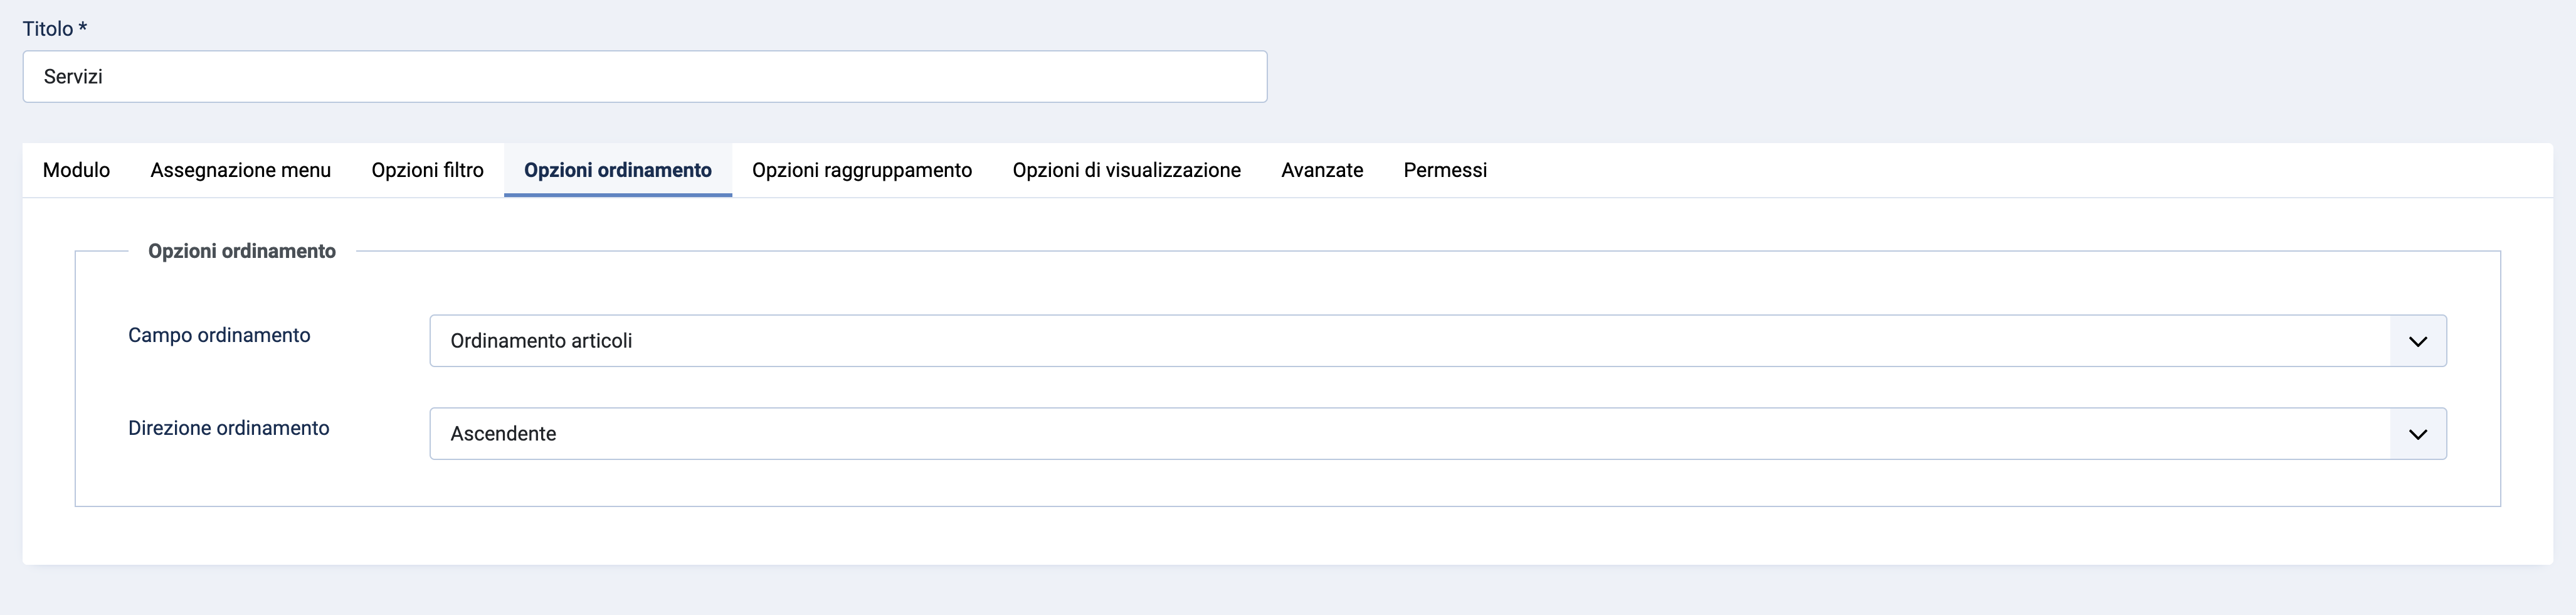 Titolo *
Servizi
Modulo Assegnazione menu Opzioni filtro Opzioni ordinamento Opzioni raggruppamento Opzioni di visualizzazione Avanzate Permessi
Opzioni ordinamento
Campo ordinamento Ordinamento articoli
Direzione ordinamento Ascendente